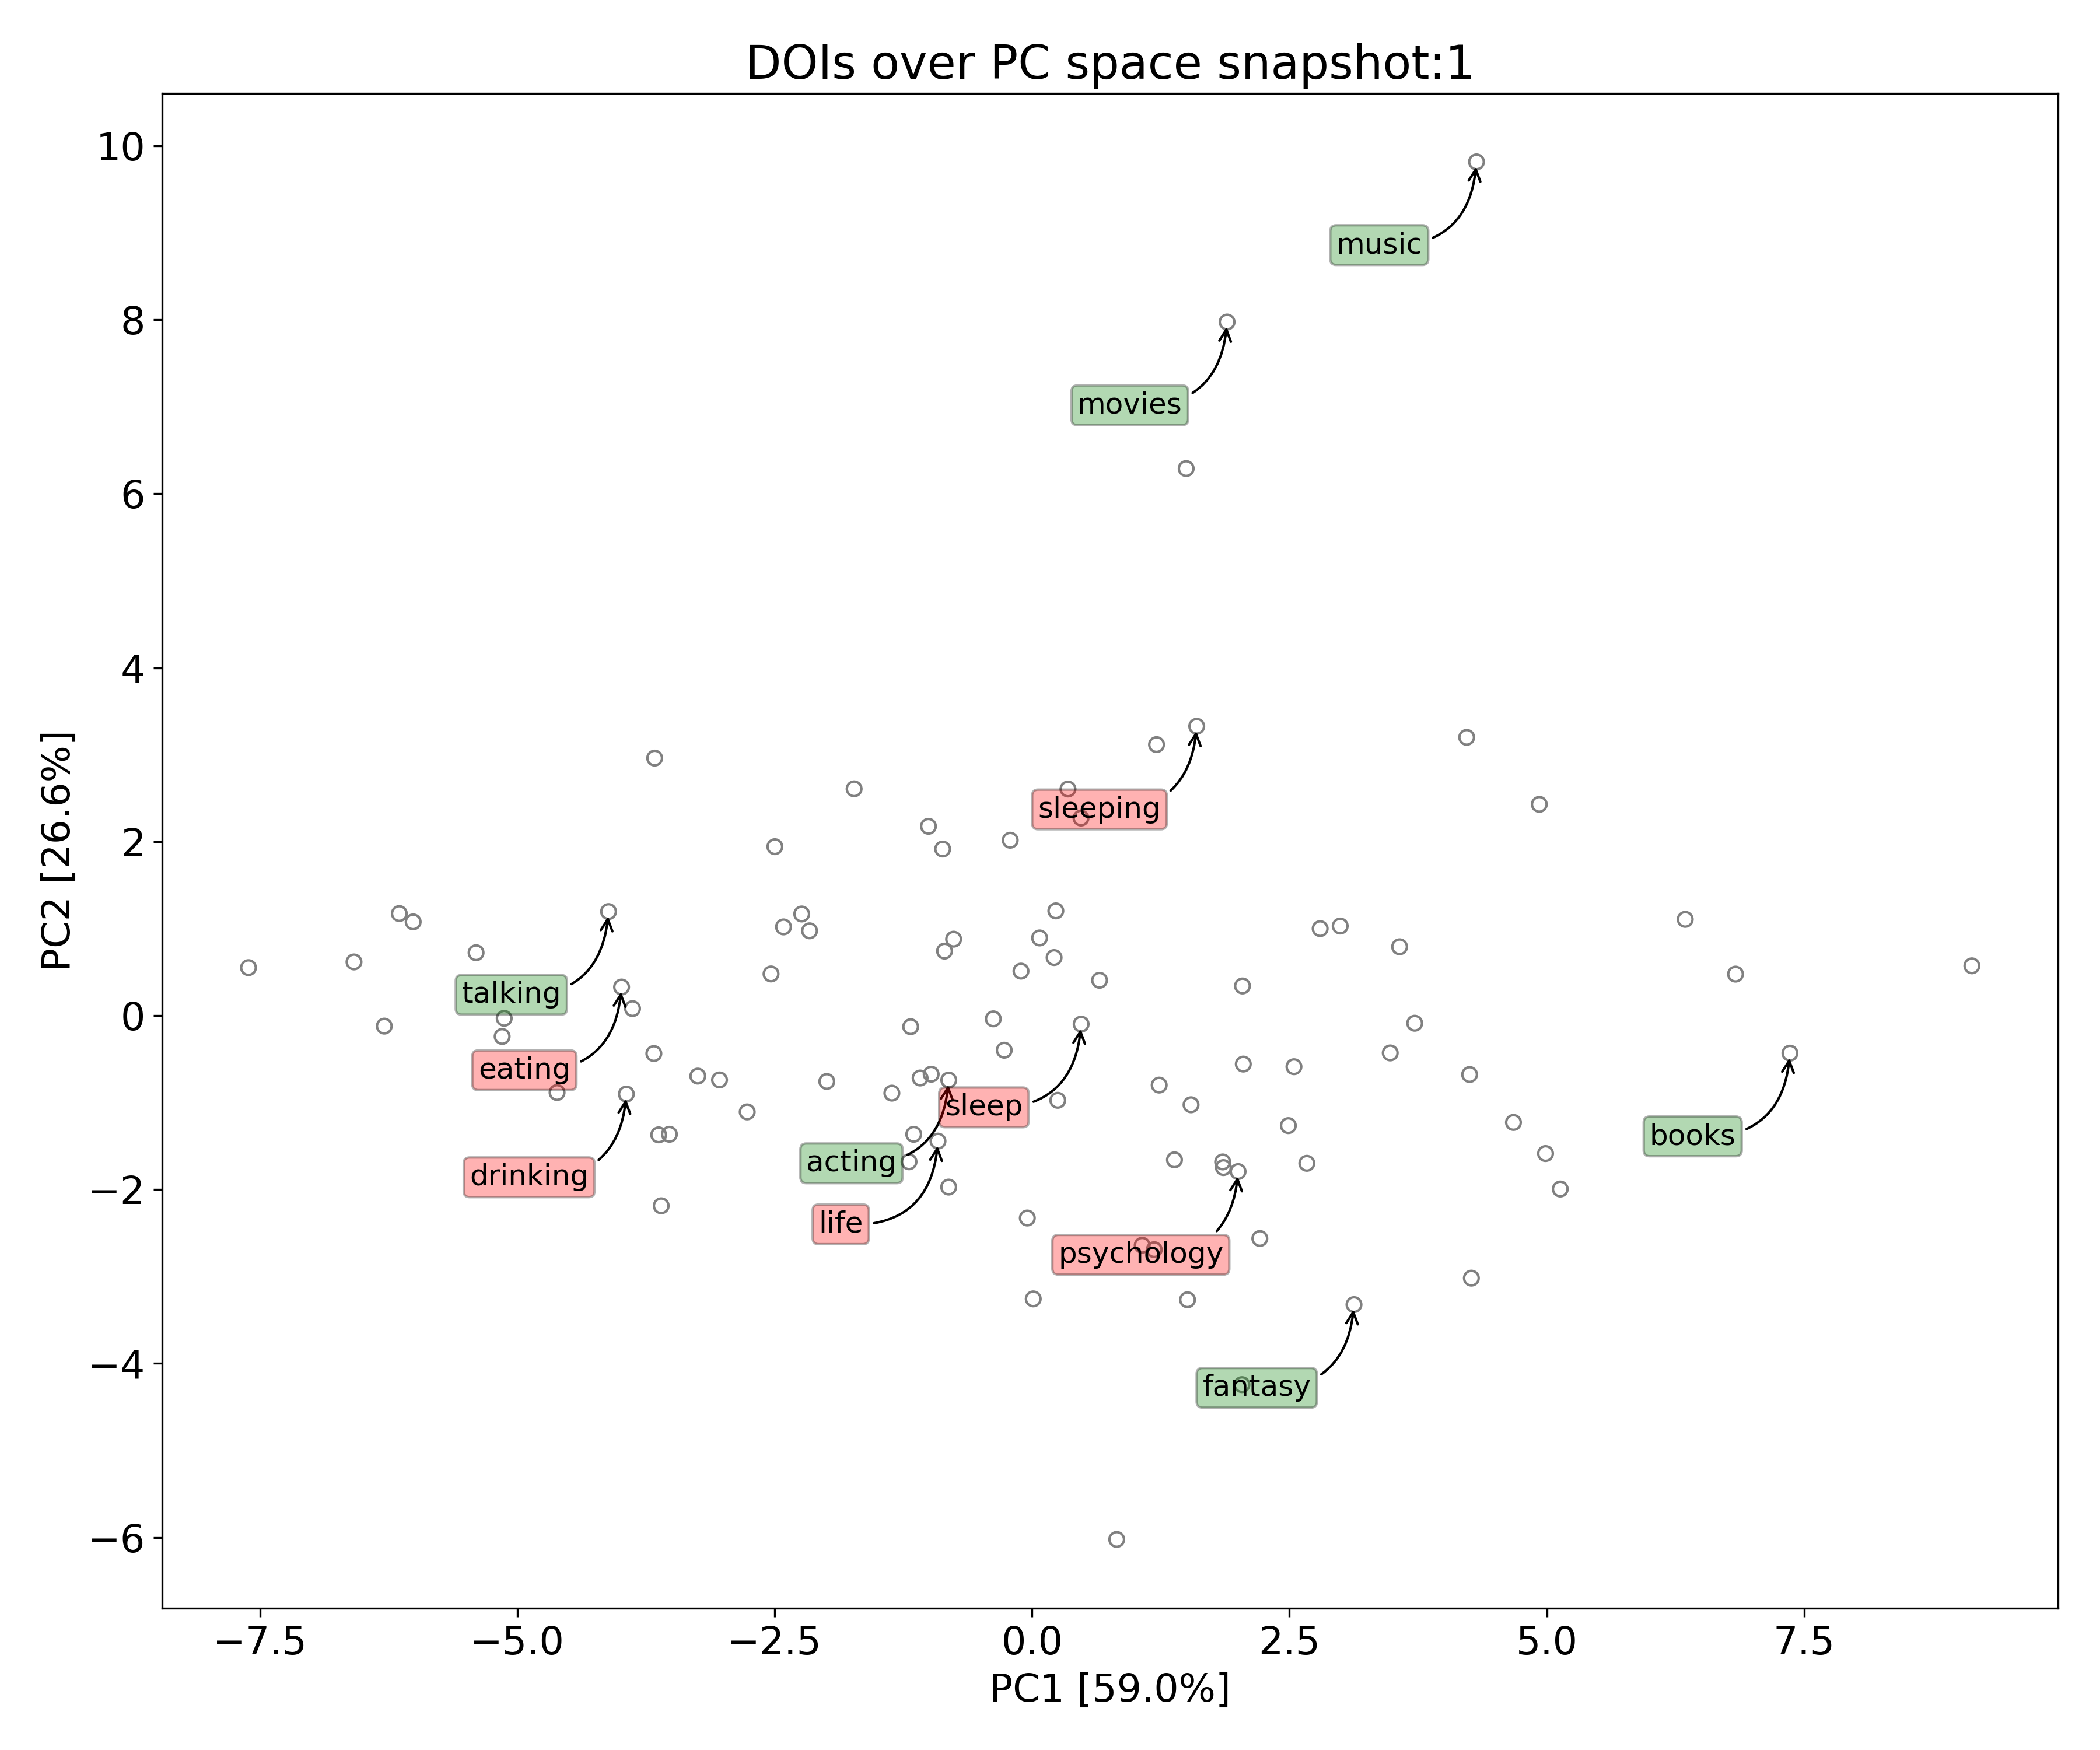 DOIs over PC space snapshot:1
PC2 [26.6%]
10
8
6
4
2
0
−2
−4
−6
music
movies
sleeping
talking
eating
sleep
books
acting
drinking
life
psychology
fantasy
−7.5 −5.0 −2.5 0.0 2.5 5.0 7.5
PC1 [59.0%]